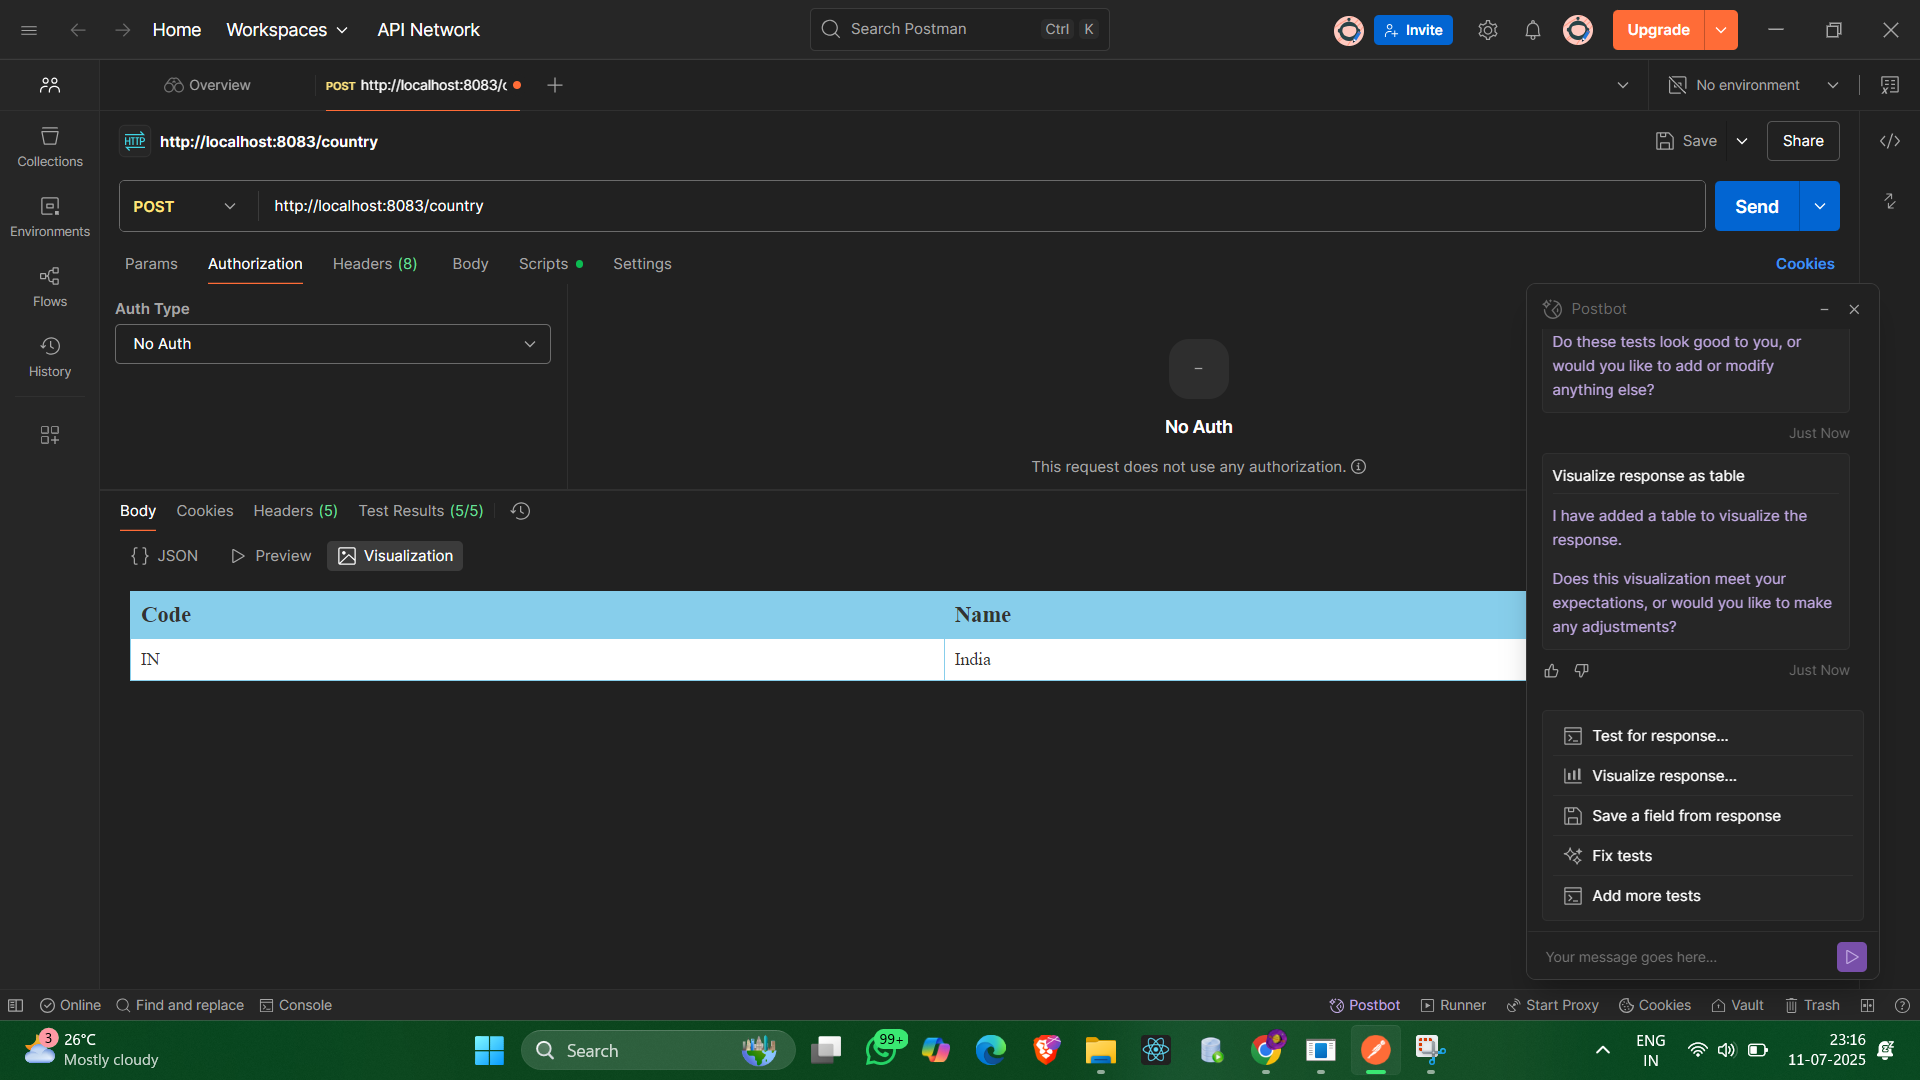 Home Workspaces API Network Search Postman Ctrl K Invite Upgrade
Overview POST http://localhost:8083/c No environment
HTTP http://localhost:8083/country Save Share
Collections
POST http://localhost:8083/country Send
Environments
Params Authorization Headers (8) Body Scripts Settings Cookies
Flows
Auth Type
No Auth
History
-
No Auth
This request does not use any authorization.
Body Cookies Headers (5) Test Results (5/5)
{} JSON Preview Visualization
Code Name
IN India
Postbot
Do these tests look good to you, or
would you like to add or modify
anything else?
Just Now
Visualize response as table
I have added a table to visualize the
response.
Does this visualization meet your
expectations, or would you like to make
any adjustments?
Just Now
Test for response...
Visualize response...
Save a field from response
Fix tests
Add more tests
Your message goes here...
Online Find and replace Console Postbot Runner Start Proxy Cookies Vault Trash
3 26°C
Mostly cloudy
Search
99+
ENG
IN
23:16
11-07-2025